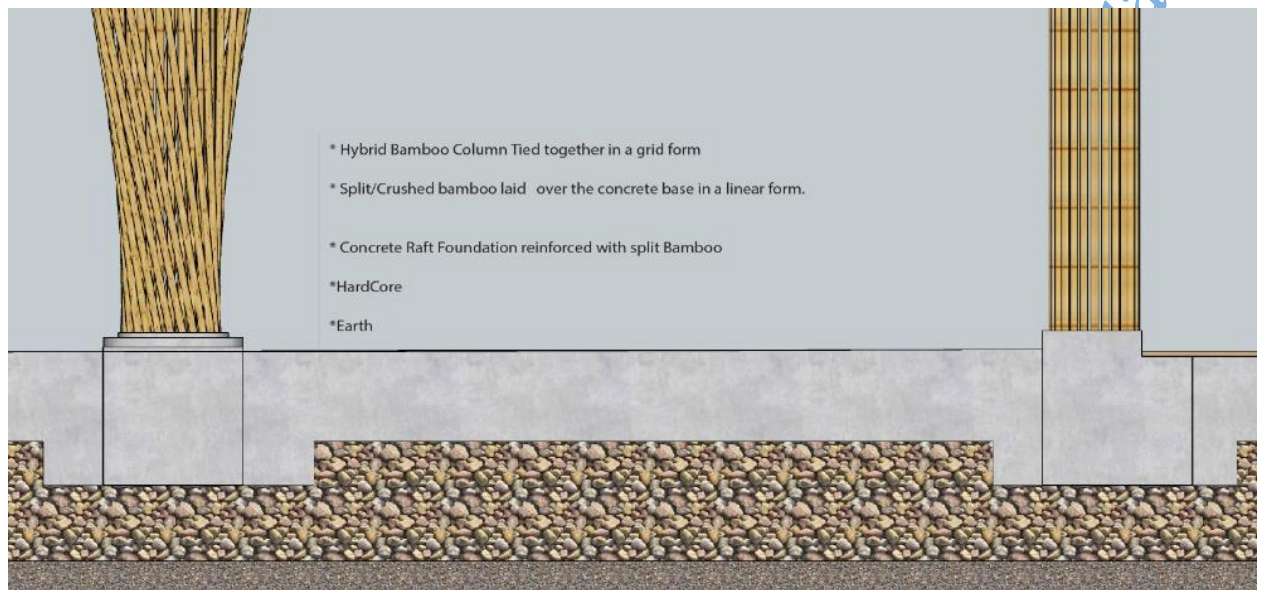 * Hybrid Bamboo Column Tied together in a grid form
* Split/Crushed bamboo laid over the concrete base in a linear form.
* Concrete Raft Foundation reinforced with split Bamboo
*HardCore
*Earth